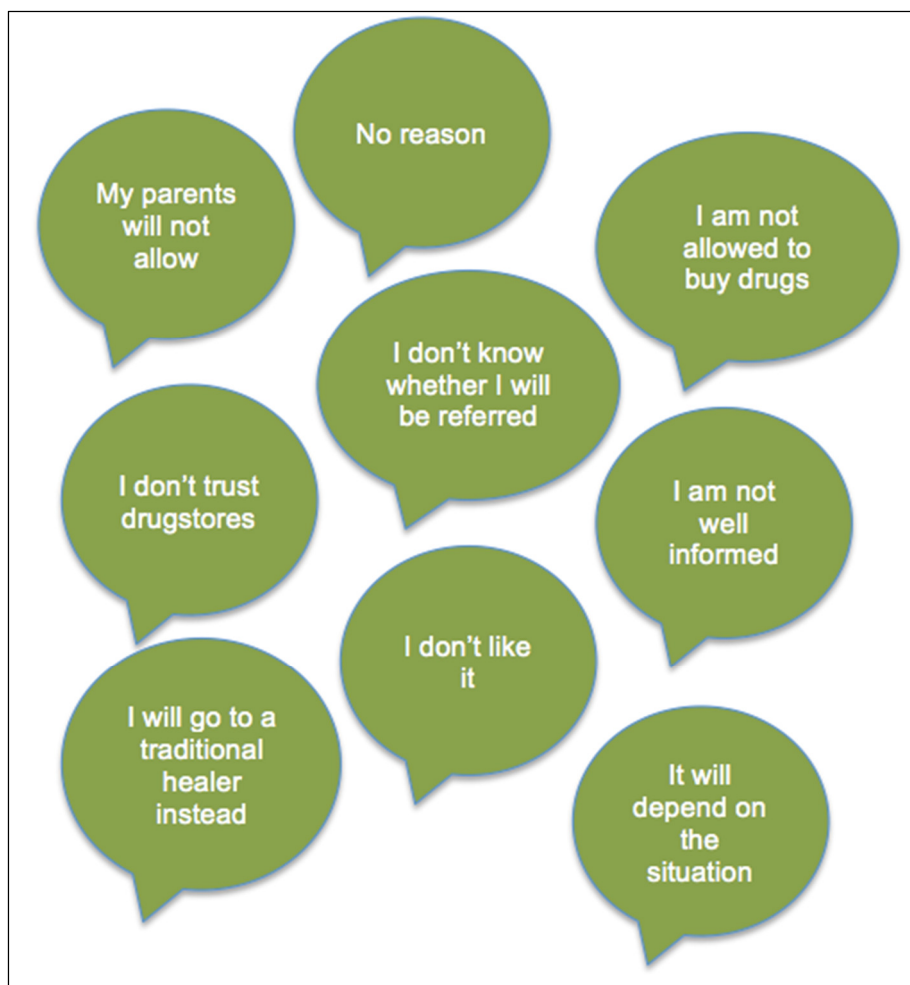 No reason
My parents
will not
allow
I am not
allowed to
buy drugs
I don’t know
whether I will
be referred
I don’t trust
drugstores
I am not
well
informed
I don’t like
it
I will go to a
traditional
healer
instead
It will
depend on
the
situation